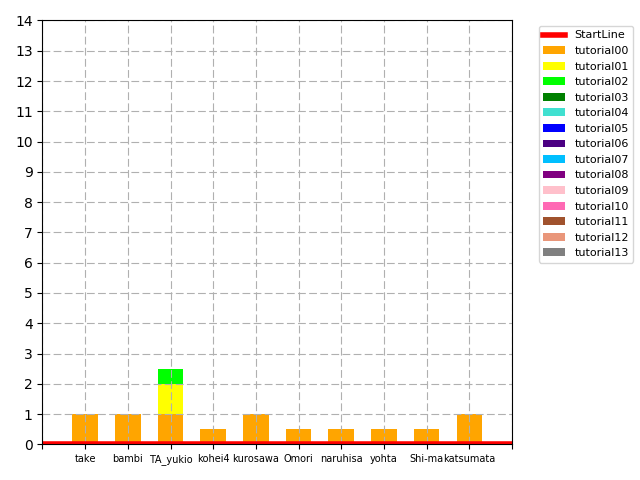 14
13
12
11
10
9
8
7
6
5
4
3
2
1
0
take bambi TA_yukio kohei4 kurosawa Omori naruhisa yohta Shi-ma katsumata
StartLine
tutorial00
tutorial01
tutorial02
tutorial03
tutorial04
tutorial05
tutorial06
tutorial07
tutorial08
tutorial09
tutorial10
tutorial11
tutorial12
tutorial13